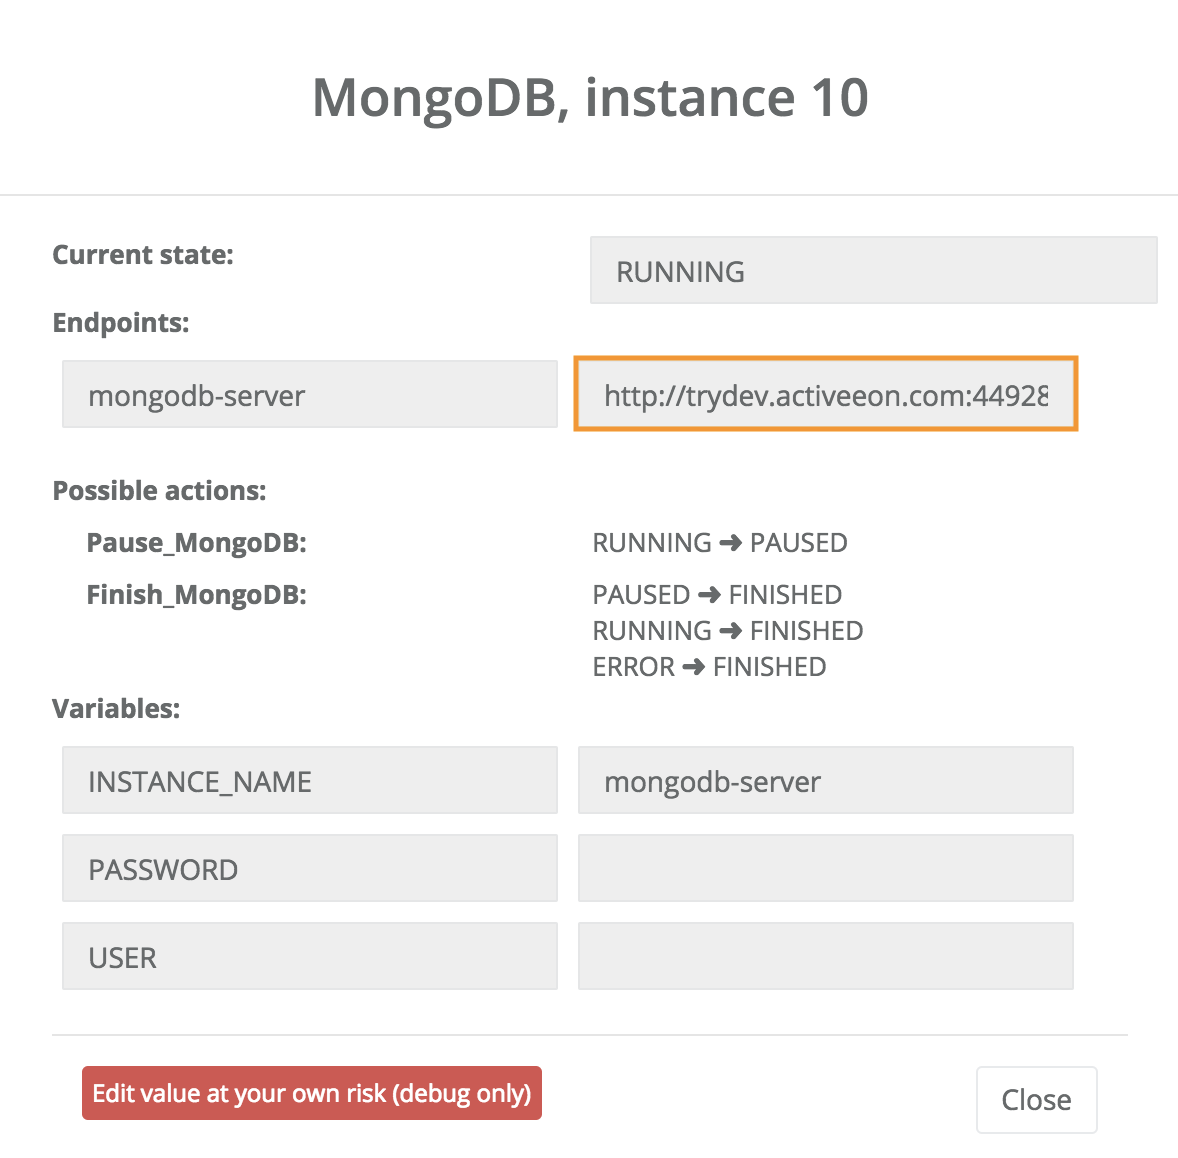 MongoDB, instance 10
Current state:
RUNNING
Endpoints:
mongodb-server
http://trydev.activeeon.com:44928
Possible actions:
Pause_MongoDB:
RUNNING ➜ PAUSED
Finish_MongoDB:
PAUSED ➜ FINISHED
RUNNING ➜ FINISHED
ERROR ➜ FINISHED
Variables:
INSTANCE_NAME
mongodb-server
PASSWORD
USER
Edit value at your own risk (debug only)
Close